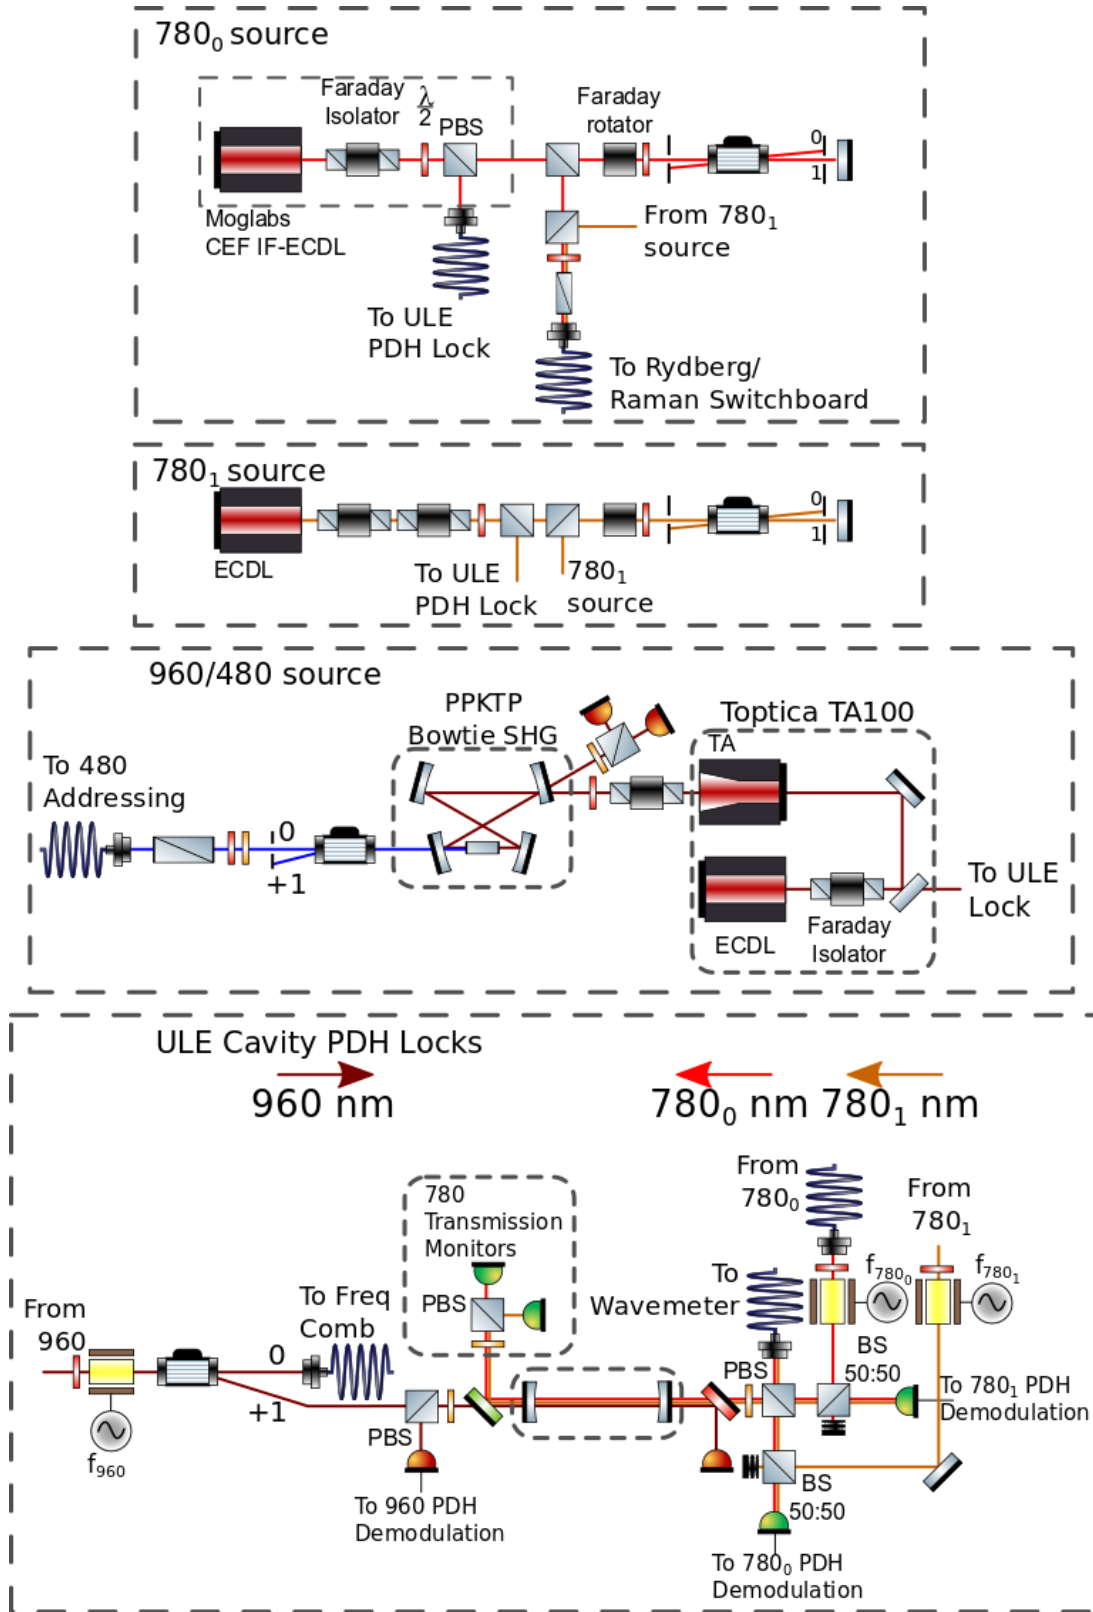 780₀ source
Faraday
Isolator
λ
2
PBS
Faraday
rotator
0
1
Moglabs
CEF IF-ECDL
From 780₁
source
To ULE
PDH Lock
To Rydberg/
Raman Switchboard
780₁ source
0
1
ECDL
To ULE
PDH Lock
780₁
source
960/480 source
PPKTP
Bowtie SHG
Toptica TA100
TA
To 480
Addressing
0
+1
To ULE
Lock
ECDL
Faraday
Isolator
ULE Cavity PDH Locks
960 nm
780₀ nm
780₁ nm
From
780₀
From
780₁
780
Transmission
Monitors
PBS
To
Wavemeter
f780₀
f780₁
From
960
To Freq
Comb
0
+1
PBS
BS
50:50
To 780₁ PDH
Demodulation
f960
PBS
To 960 PDH
Demodulation
BS
50:50
To 780₀ PDH
Demodulation